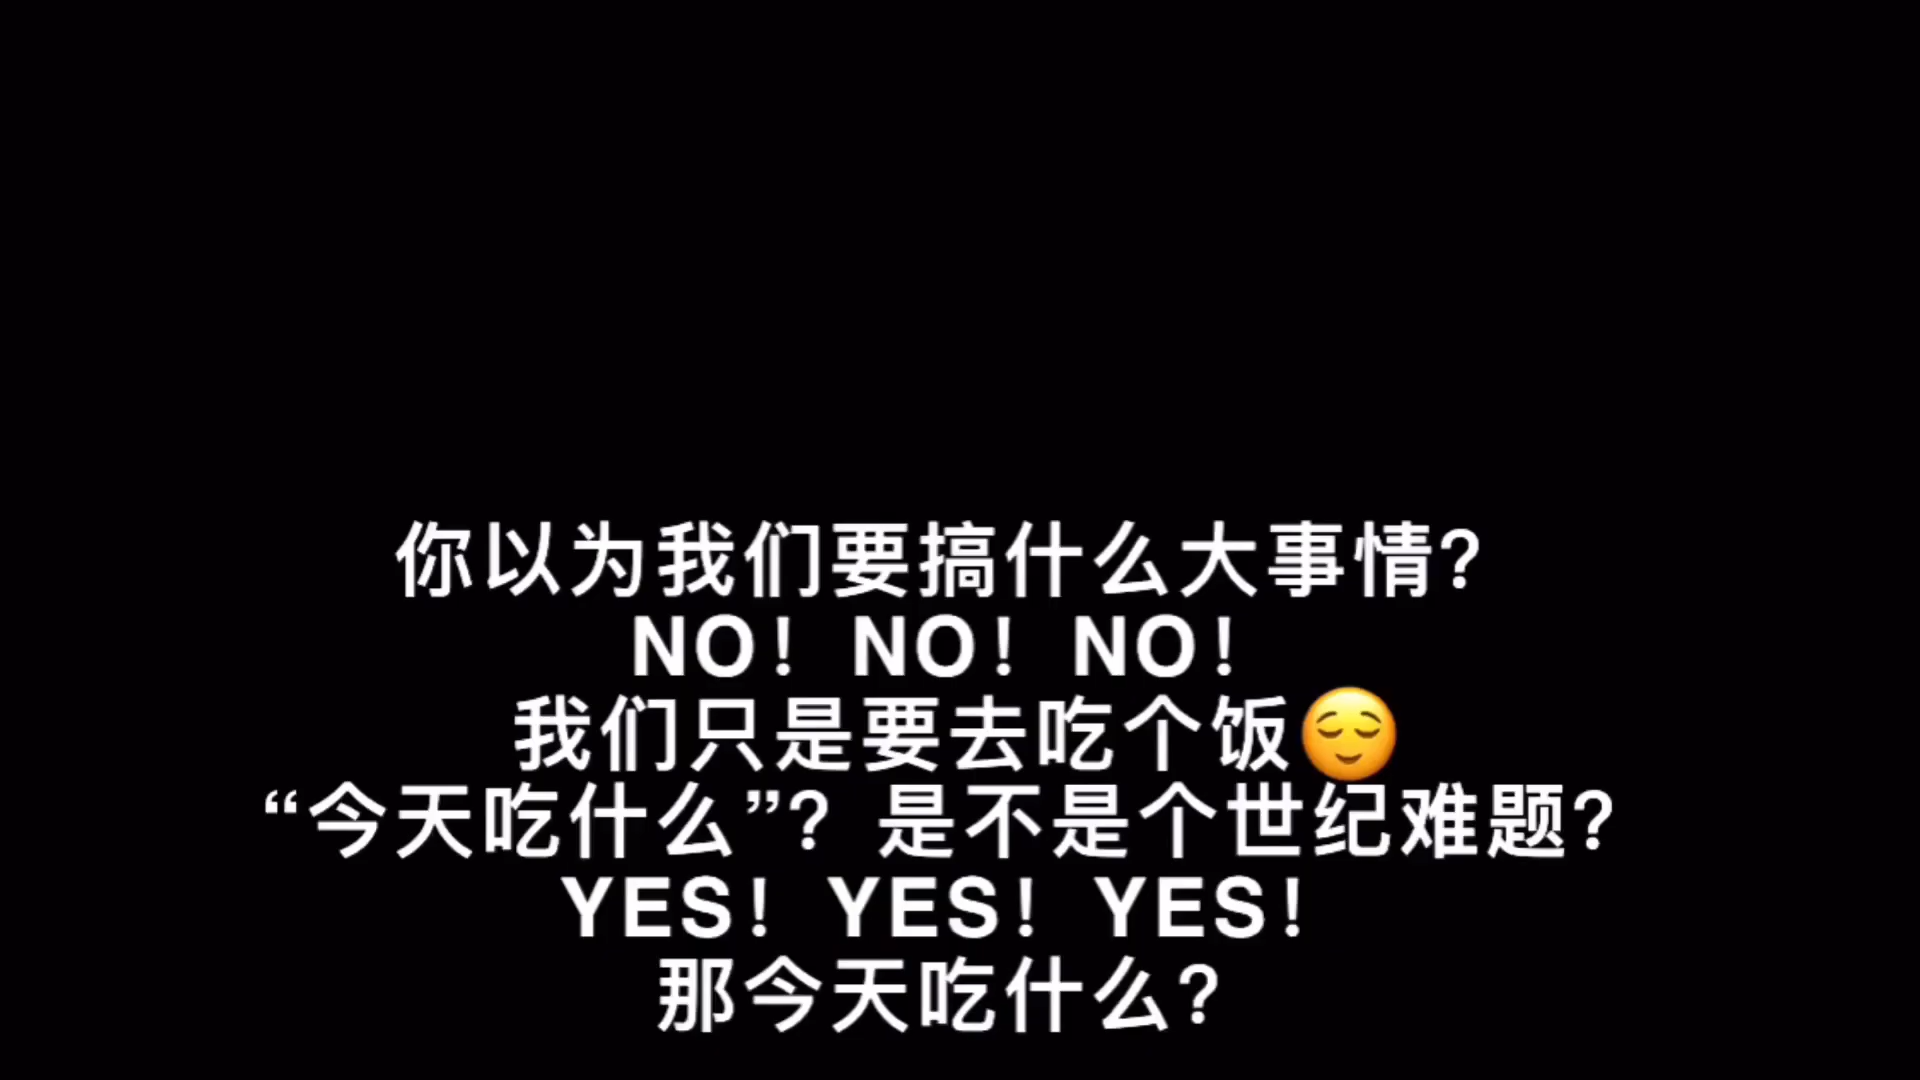 你以为我们要搞什么大事情？
NO！NO！NO！
我们只是要去吃个饭😌
“今天吃什么”？是不是个世纪难题？
YES！YES！YES！
那今天吃什么？